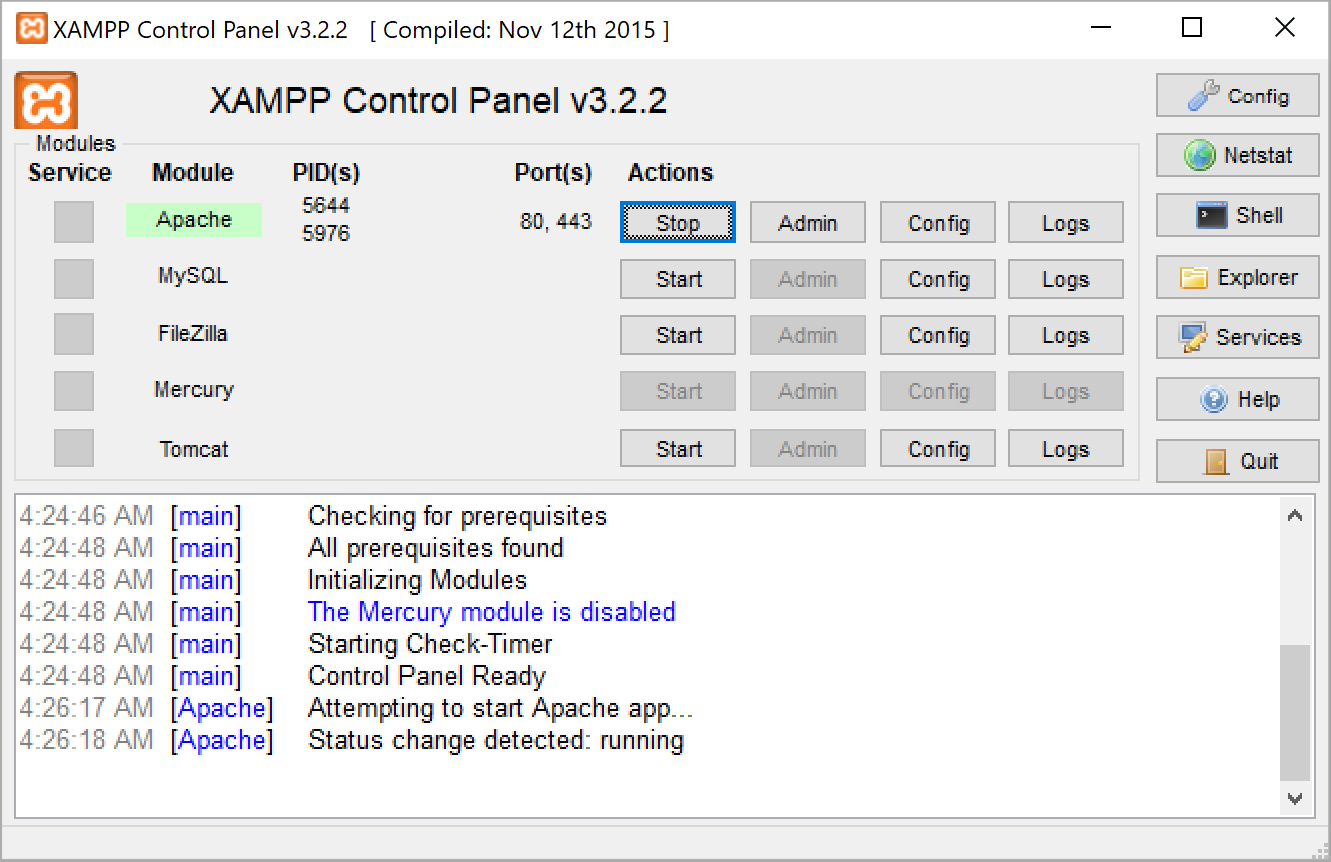 XAMPP Control Panel v3.2.2 [ Compiled: Nov 12th 2015 ]
XAMPP Control Panel v3.2.2
Config
Modules
Service Module PID(s) Port(s) Actions
Netstat
Apache 5644 5976 80, 443 Stop Admin Config Logs
Shell
MySQL Start Admin Config Logs
Explorer
FileZilla Start Admin Config Logs
Services
Mercury Start Admin Config Logs
Help
Tomcat Start Admin Config Logs
Quit
4:24:46 AM [main] Checking for prerequisites
4:24:48 AM [main] All prerequisites found
4:24:48 AM [main] Initializing Modules
4:24:48 AM [main] The Mercury module is disabled
4:24:48 AM [main] Starting Check-Timer
4:24:48 AM [main] Control Panel Ready
4:26:17 AM [Apache] Attempting to start Apache app...
4:26:18 AM [Apache] Status change detected: running